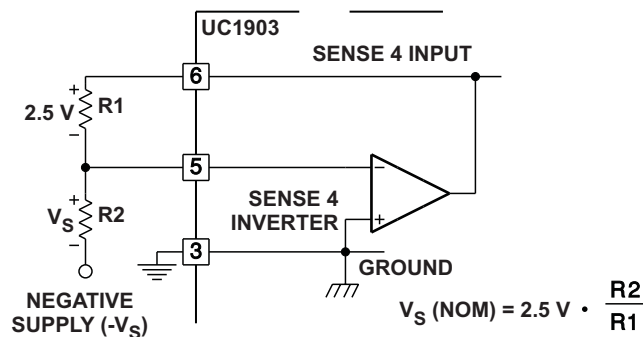 UC1903
SENSE 4 INPUT
6
+
2.5 V R1
−
5
−
+
V_S R2
−
SENSE 4
INVERTER
+
3
GROUND
NEGATIVE
SUPPLY (-V_S)
V_S (NOM) = 2.5 V • R2
R1